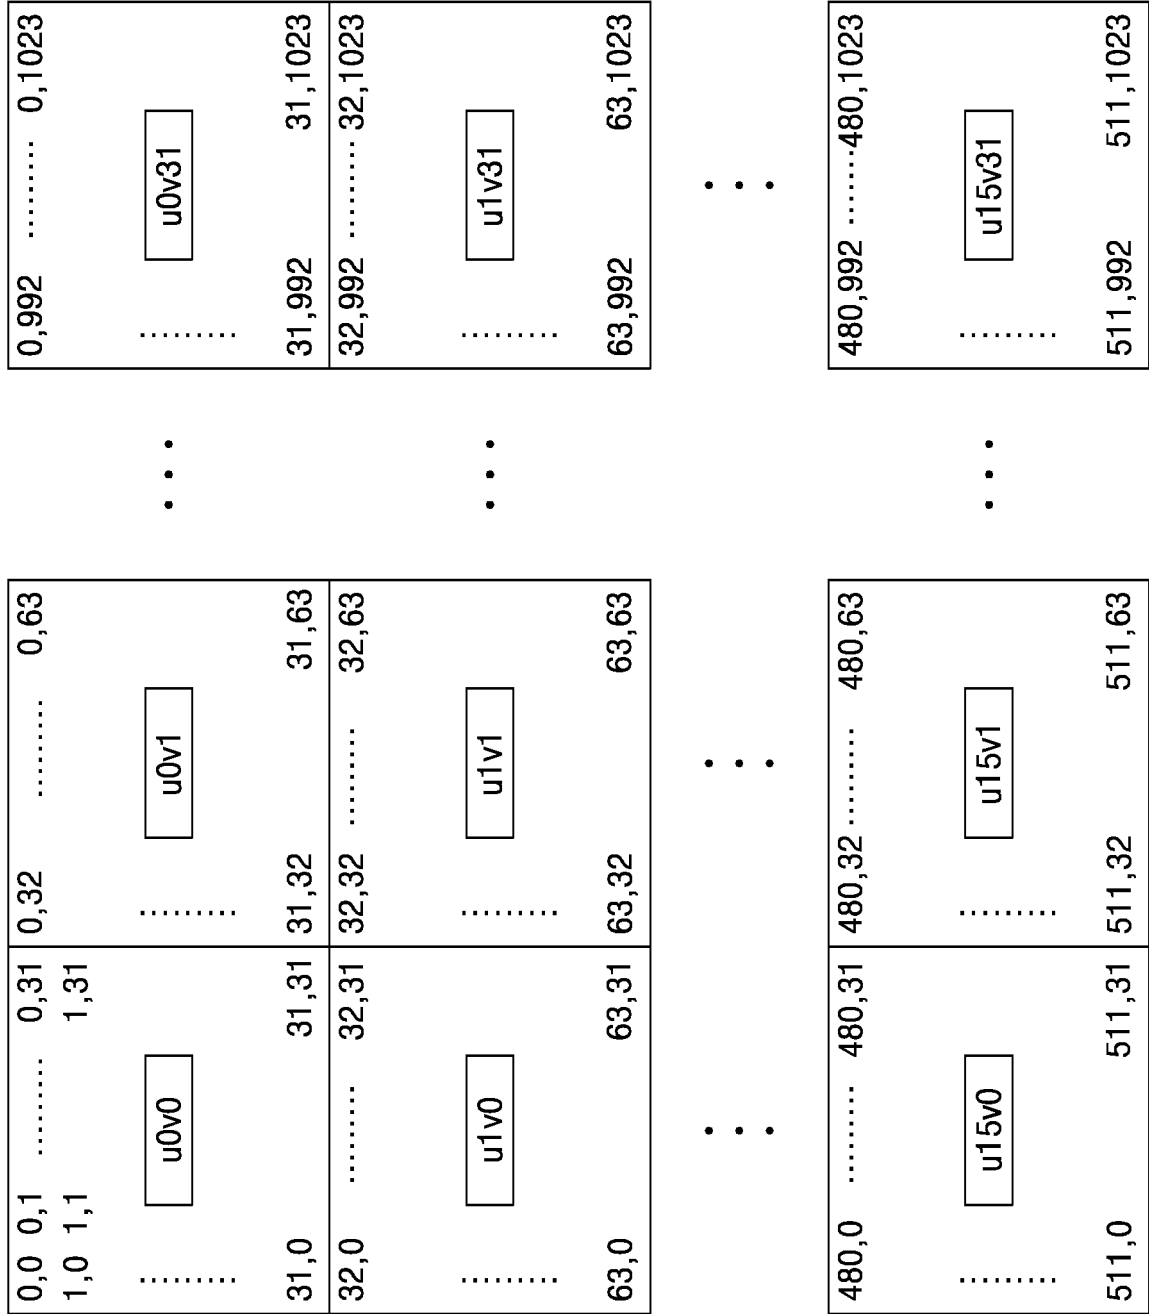 0,0 0,1 ......... 0,31 0,32 ......... 0,63 0,992 ......... 0,1023
1,0 1,1 1,31
u0v0 u0v1 ... u0v31
31,0 31,31 31,32 31,63 31,992 31,1023
32,0 ......... 32,31 32,32 ......... 32,63 32,992 ......... 32,1023
u1v0 u1v1 ... u1v31
63,0 63,31 63,32 63,63 63,992 63,1023
480,0 ......... 480,31 480,32 ......... 480,63 480,992 ......... 480,1023
u15v0 u15v1 ... u15v31
511,0 511,31 511,32 511,63 511,992 511,1023